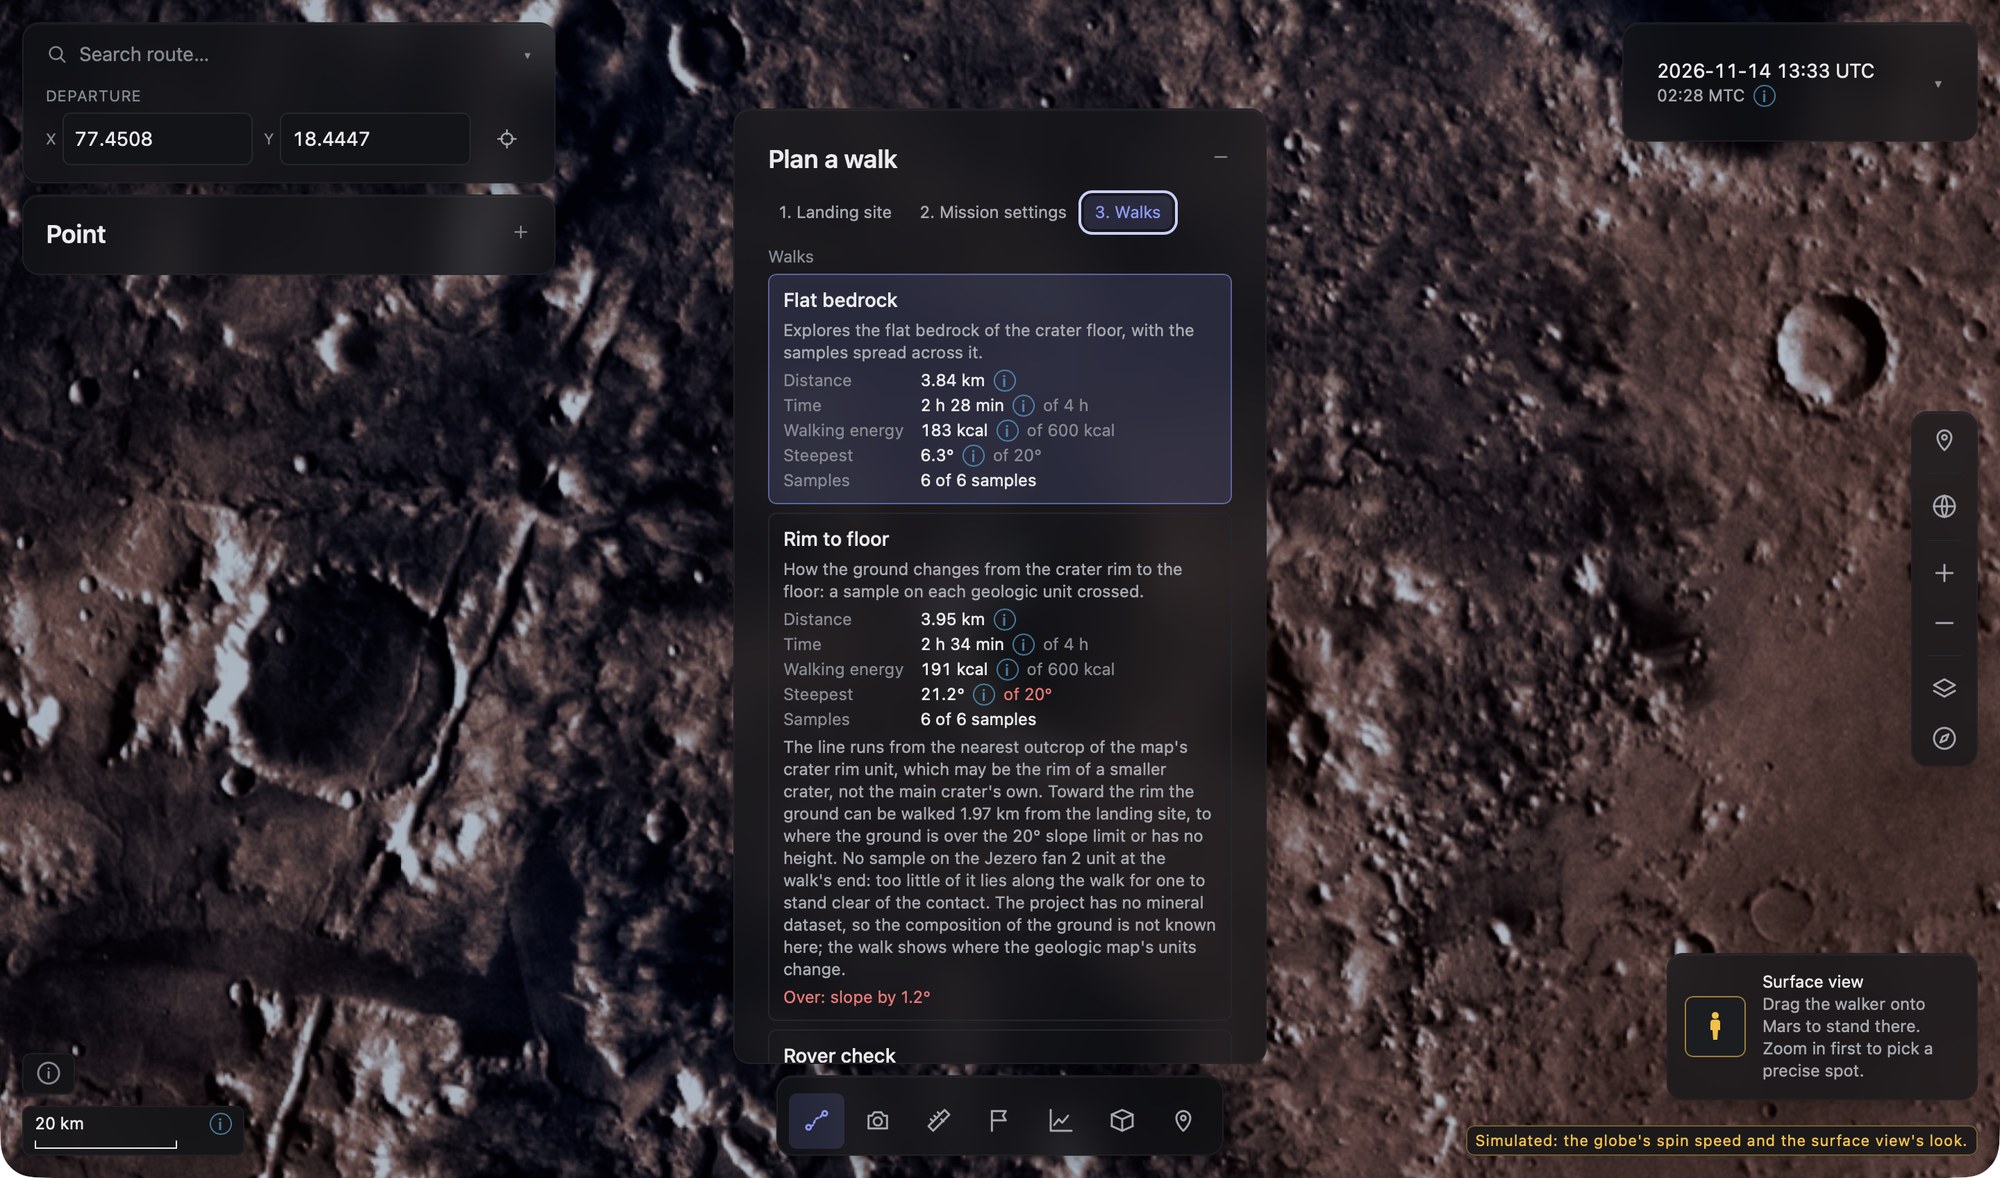 Search route...
DEPARTURE
X 77.4508 Y 18.4447
Point
2026-11-14 13:33 UTC
02:28 MTC
Plan a walk
1. Landing site 2. Mission settings 3. Walks
Walks
Flat bedrock
Explores the flat bedrock of the crater floor, with the
samples spread across it.
Distance 3.84 km
Time 2 h 28 min of 4 h
Walking energy 183 kcal of 600 kcal
Steepest 6.3° of 20°
Samples 6 of 6 samples
Rim to floor
How the ground changes from the crater rim to the
floor: a sample on each geologic unit crossed.
Distance 3.95 km
Time 2 h 34 min of 4 h
Walking energy 191 kcal of 600 kcal
Steepest 21.2° of 20°
Samples 6 of 6 samples
The line runs from the nearest outcrop of the map's
crater rim unit, which may be the rim of a smaller
crater, not the main crater's own. Toward the rim the
ground can be walked 1.97 km from the landing site, to
where the ground is over the 20° slope limit or has no
height. No sample on the Jezero fan 2 unit at the
walk's end: too little of it lies along the walk for one to
stand clear of the contact. The project has no mineral
dataset, so the composition of the ground is not known
here; the walk shows where the geologic map's units
change.
Over: slope by 1.2°
Rover check
Surface view
Drag the walker onto
Mars to stand there.
Zoom in first to pick a
precise spot.
20 km
Simulated: the globe's spin speed and the surface view's look.